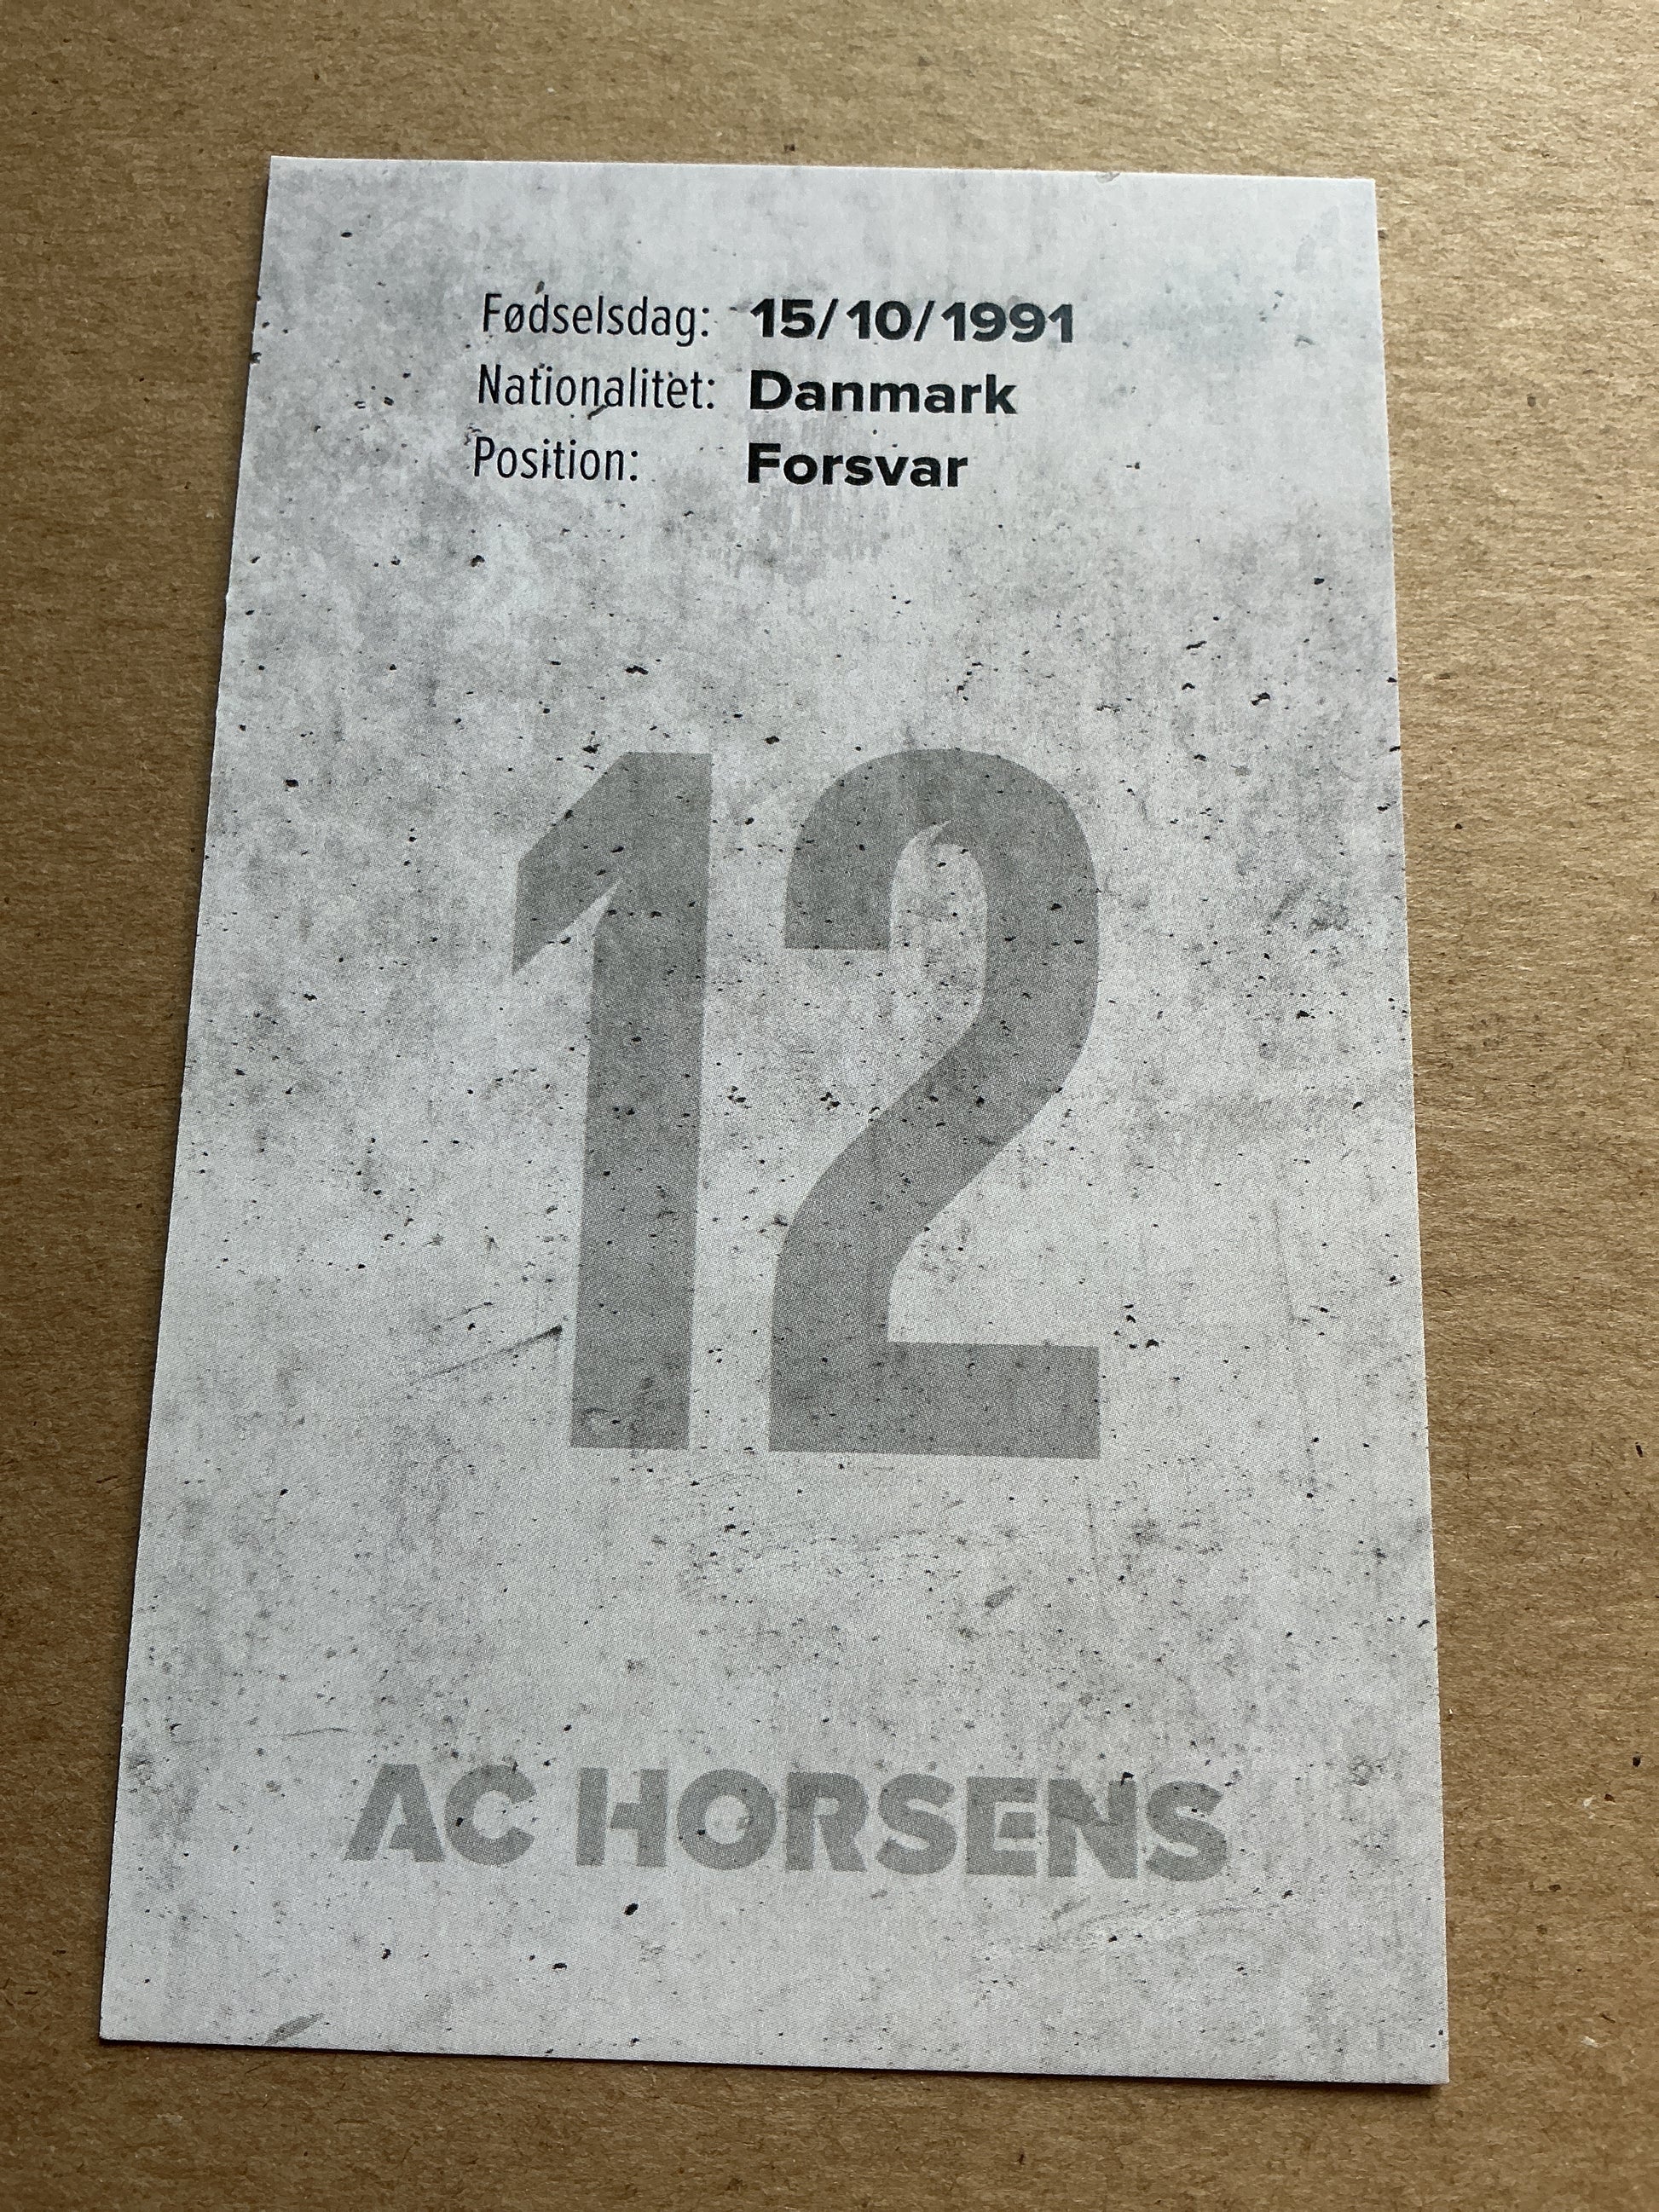 Fødselsdag: 15/10/1991
Nationalitet: Danmark
Position: Forsvar
12
AC HORSENS